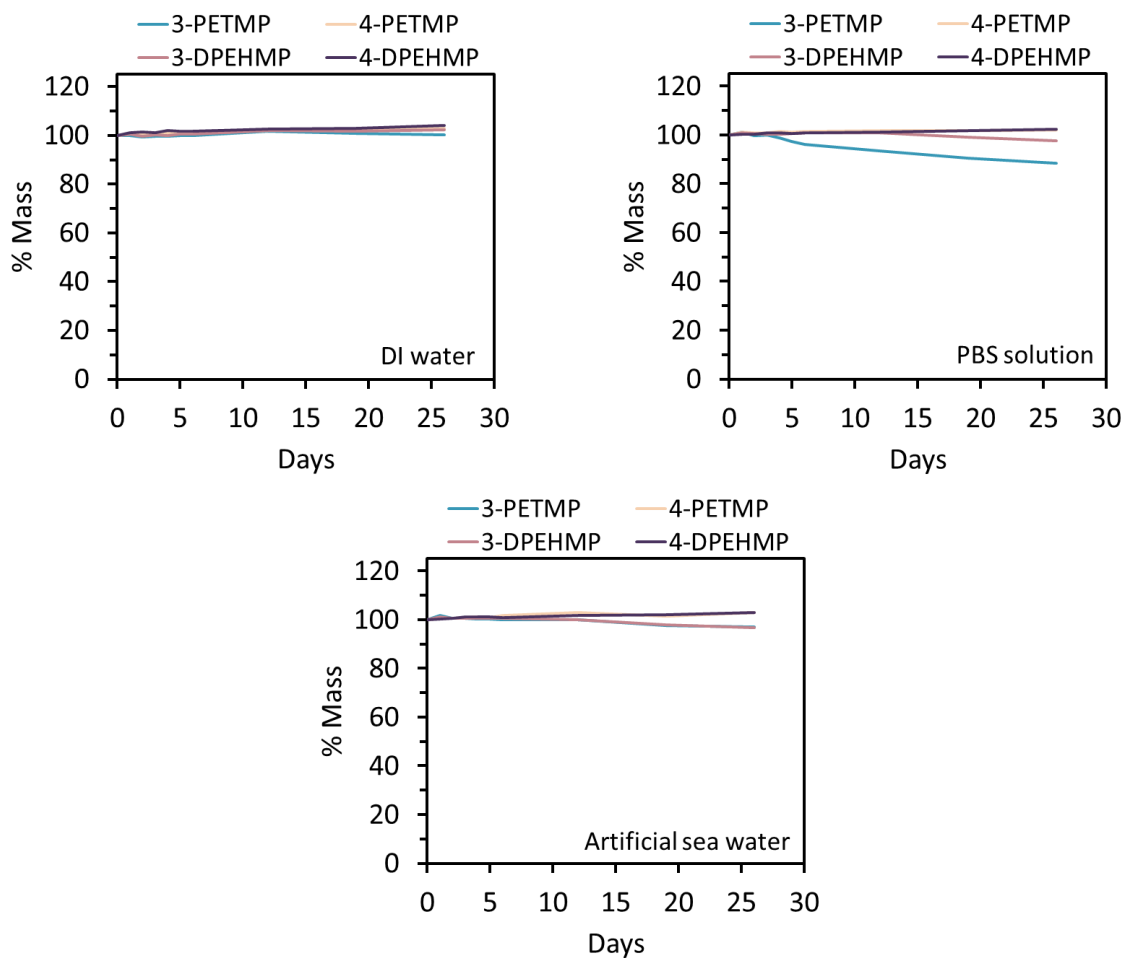 3-PETMP 4-PETMP
3-DPEHMP 4-DPEHMP
% Mass
120
100
80
60
40
20
0
DI water
0 5 10 15 20 25 30
Days
3-PETMP 4-PETMP
3-DPEHMP 4-DPEHMP
% Mass
120
100
80
60
40
20
0
PBS solution
0 5 10 15 20 25 30
Days
3-PETMP 4-PETMP
3-DPEHMP 4-DPEHMP
% Mass
120
100
80
60
40
20
0
Artificial sea water
0 5 10 15 20 25 30
Days